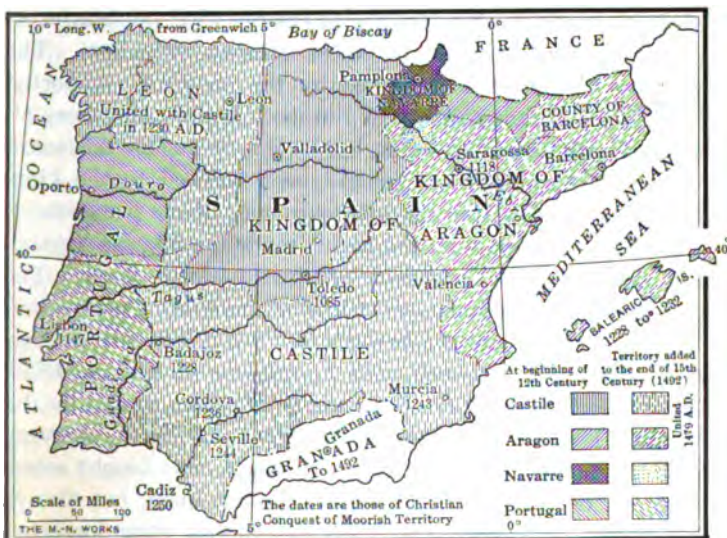 10° Long.W. from Greenwich 5° Bay of Biscay 0°
FRANCE
Pamplona
KINGDOM OF
NAVARRE
LEON
Leon
United with Castile
in 1230 A.D.
COUNTY OF
BARCELONA
Valladolid
Saragossa
1118
Barcelona
Oporto
Douro
KINGDOM OF
SPAIN
KINGDOM OF
ARAGON
Madrid
40°
40°
MEDITERRANEAN
SEA
ATLANTIC OCEAN
PORTUGAL
Toledo
1085
Tagus
Valencia
BALEARIC IS.
1228 to 1232
Lisbon
1147
Badajoz
1228
CASTILE
Cordova
1236
Murcia
1243
Seville
1244
Granada
GRANADA
To 1492
Cadiz
1250
At beginning of
12th Century
Territory added
to the end of 15th
Century (1492)
Castile
Aragon
United
1479 A.D.
Navarre
Portugal
Scale of Miles
0 50 100
THE M.-N. WORKS
5°
The dates are those of Christian
Conquest of Moorish Territory
0°